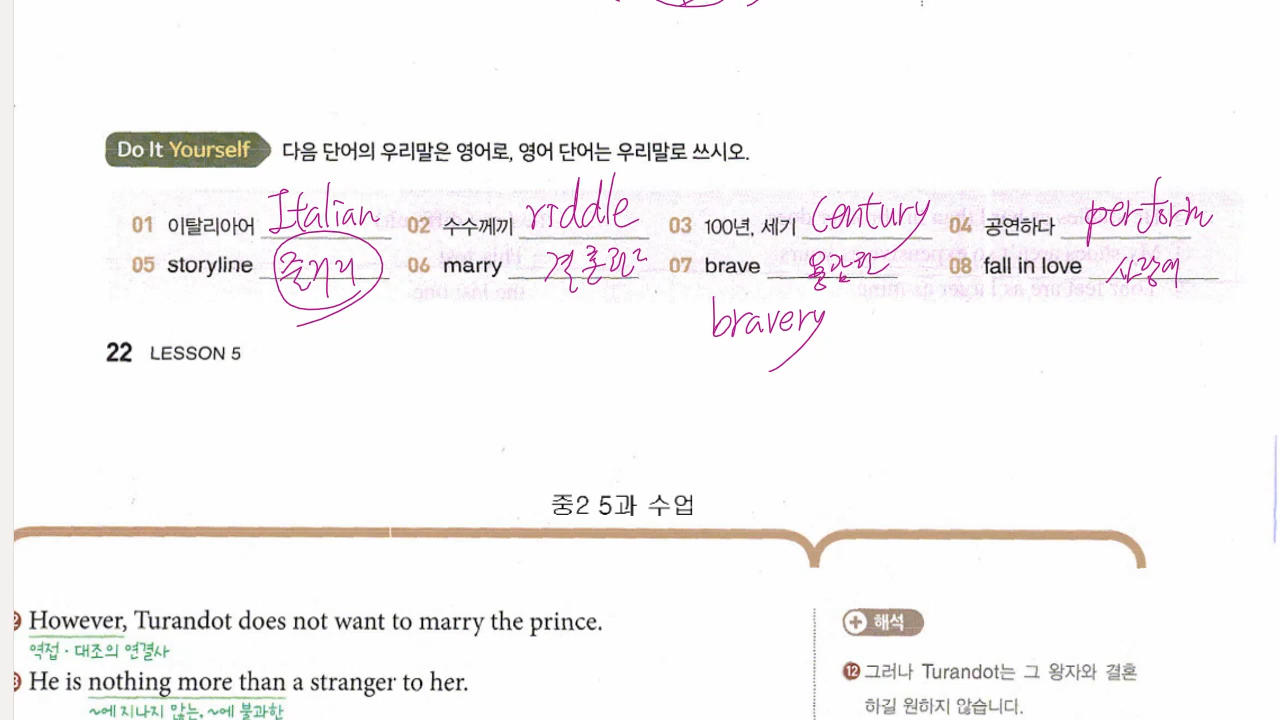 Do It Yourself 다음 단어의 우리말은 영어로, 영어 단어는 우리말로 쓰시오.
01 이탈리아어 Italian 02 수수께끼 riddle 03 100년, 세기 century 04 공연하다 perform
05 storyline 줄거리 06 marry 07 brave 용감한 08 fall in love 사랑에
bravery
22 LESSON 5
중2 5과 수업
However, Turandot does not want to marry the prince.
역접·대조의 연결사
He is nothing more than a stranger to her.
~에 지나지 않는, ~에 불과한
해석
⓬ 그러나 Turandot는 그 왕자와 결혼
하길 원하지 않습니다.